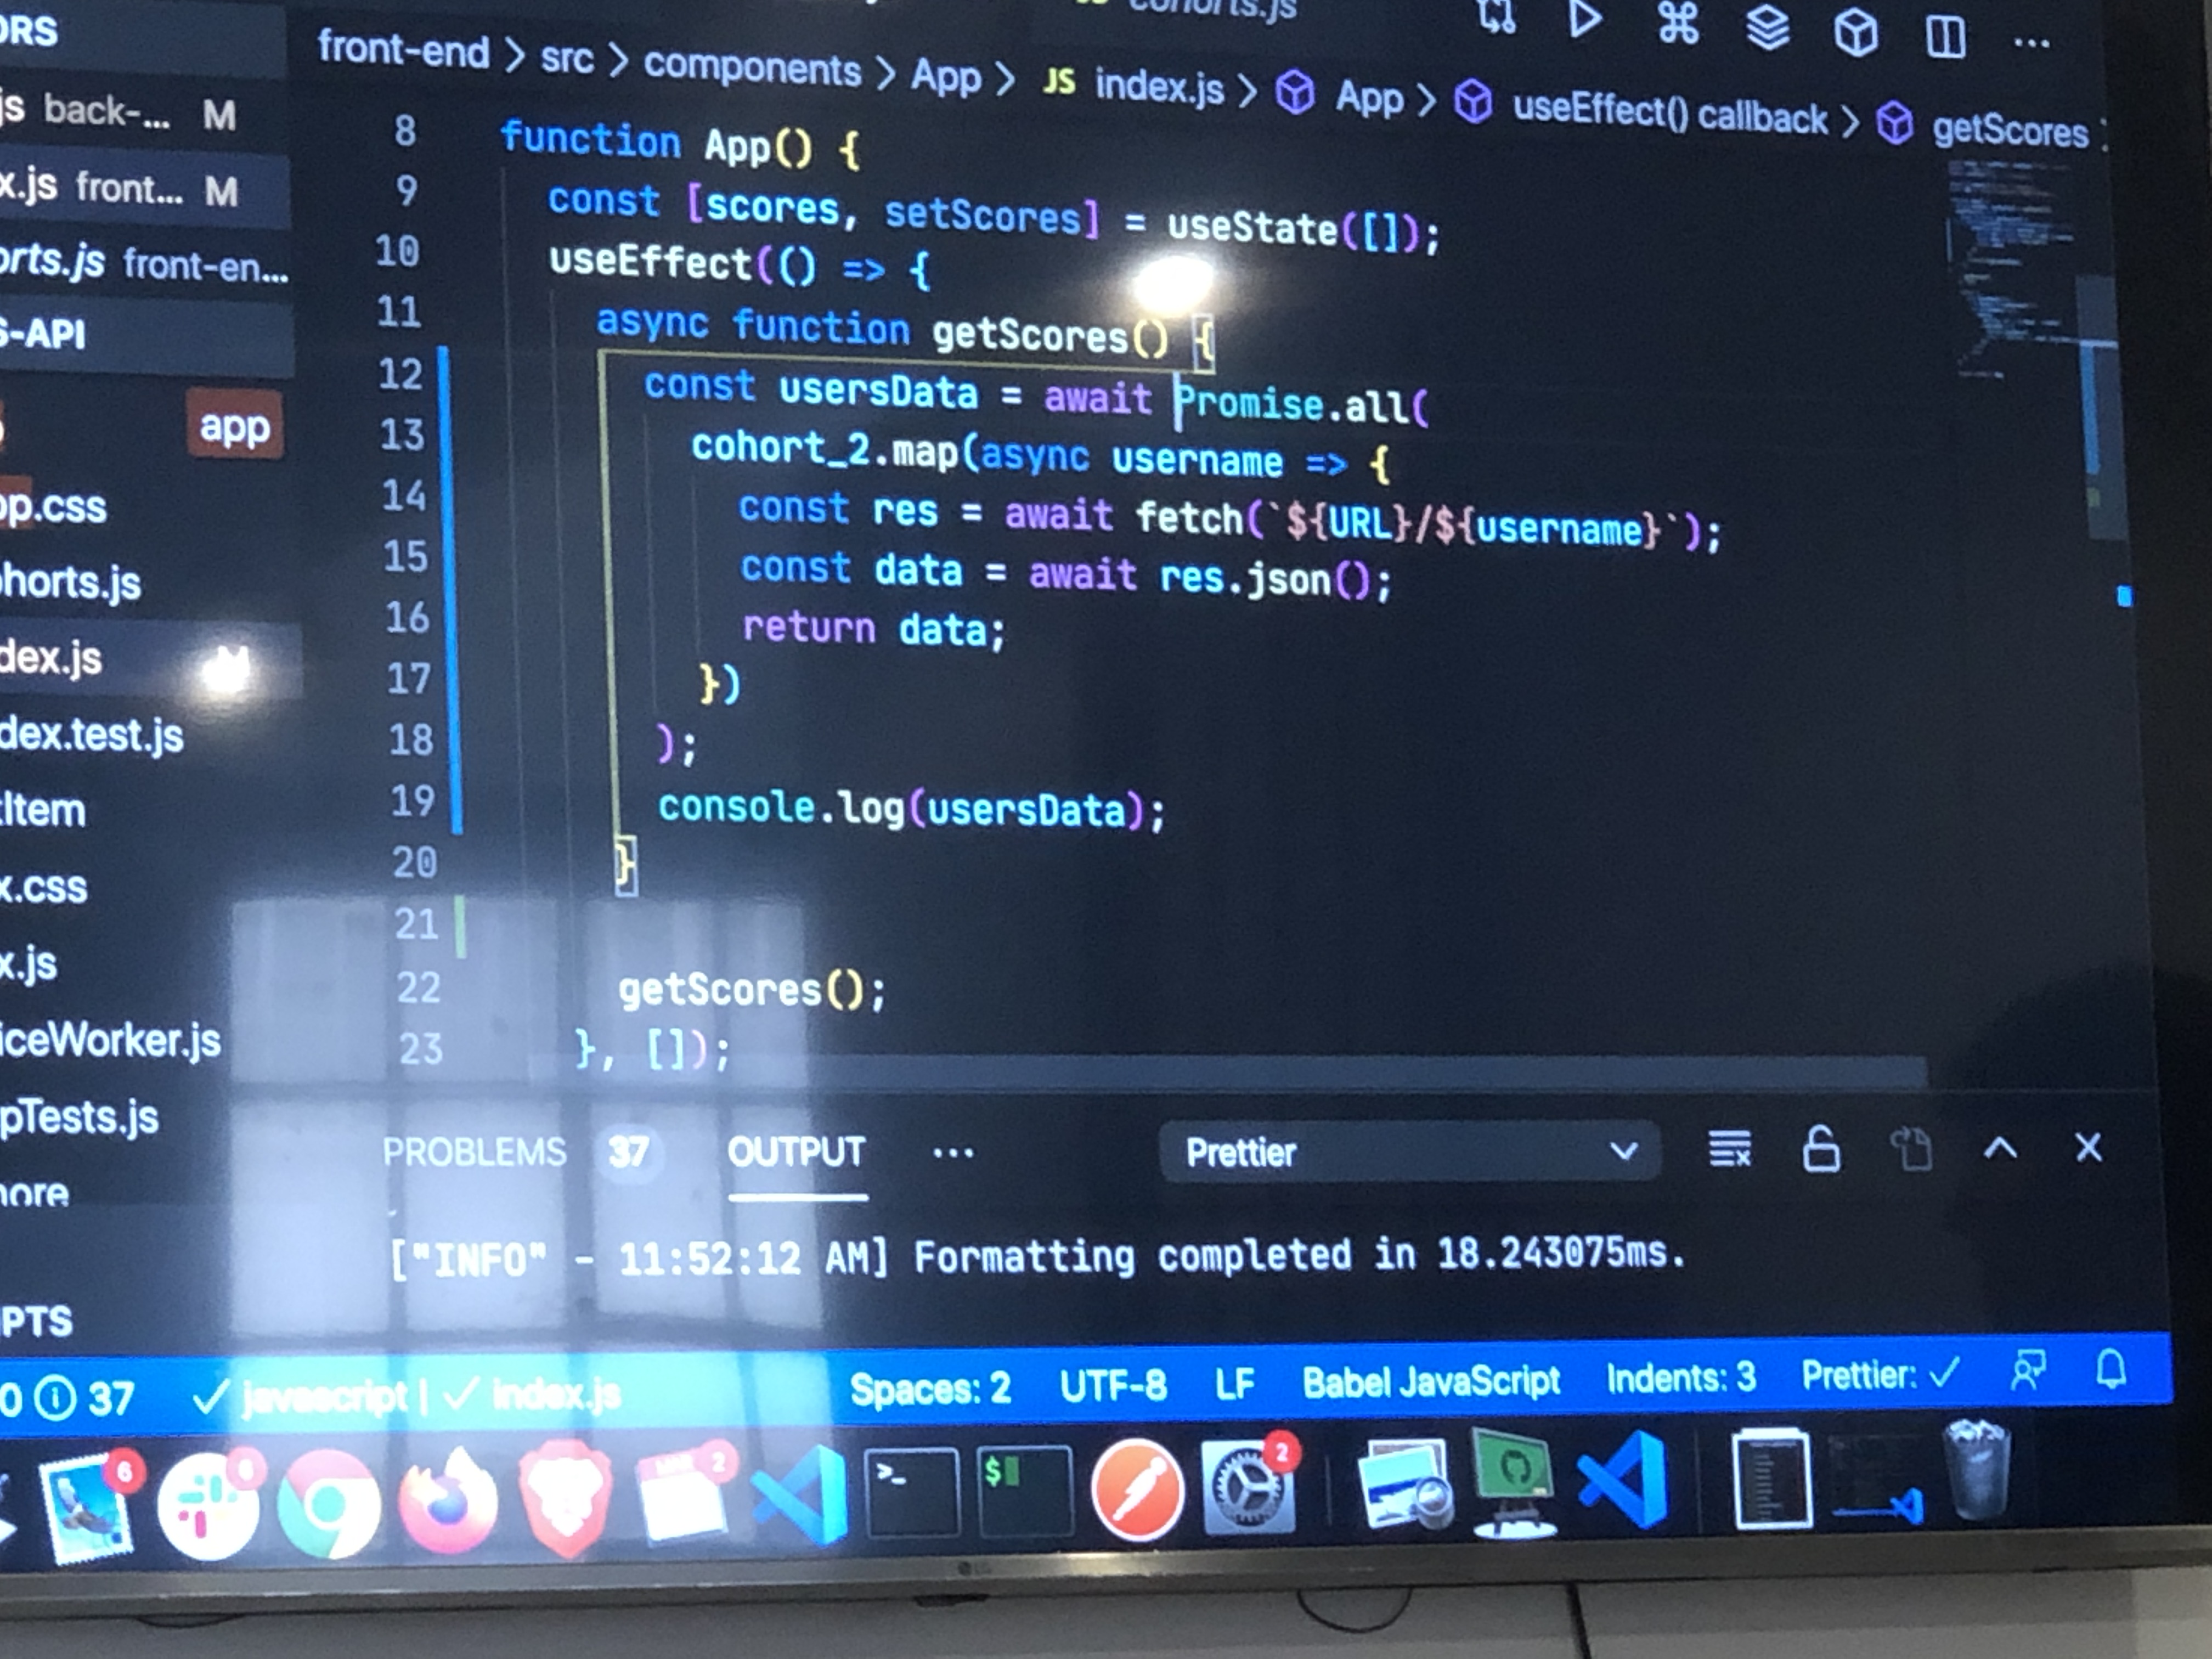 cohorts.js
front-end > src > components > App > JS index.js > App > useEffect() callback > getScores
ORS
js back-... M
x.js front... M
orts.js front-en...
S-API
app
pp.css
horts.js
dex.js M
dex.test.js
tItem
x.css
x.js
iceWorker.js
pTests.js
nore
PTS
8 function App() {
9 const [scores, setScores] = useState([]);
10 useEffect(() => {
11 async function getScores() {
12 const usersData = await Promise.all(
13 cohort_2.map(async username => {
14 const res = await fetch(`${URL}/${username}`);
15 const data = await res.json();
16 return data;
17 })
18 );
19 console.log(usersData);
20 }
21
22 getScores();
23 }, []);
PROBLEMS 37 OUTPUT ... Prettier
["INFO" - 11:52:12 AM] Formatting completed in 18.243075ms.
0 37 ✓ javascript | ✓ index.js Spaces: 2 UTF-8 LF Babel JavaScript Indents: 3 Prettier: ✓
6 6 2 >_ $ 2
LG